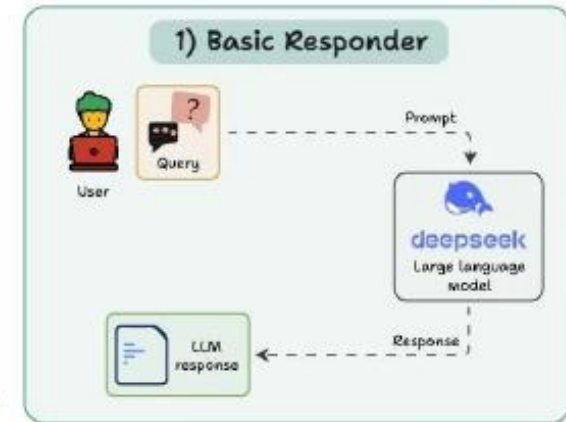 1) Basic Responder
?
Query
User
Prompt
deepseek
Large language
model
Response
LLM
response